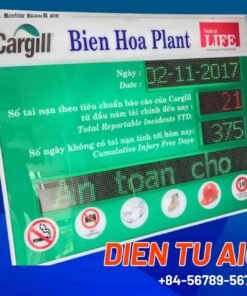 Cargill
Bien Hoa Plant
LIFE
Ngày :
Date :
02-11-2017
Số tai nạn theo tiêu chuẩn báo cáo của Cargill
từ đầu năm tài chính đến nay :
Total Reportable Incidents YTD:
21
Số ngày không có tai nạn tính tới hôm nay:
Cumulative Injury Free Days:
375
An toan cho
10
DIEN TU AIO
+84-56789-567